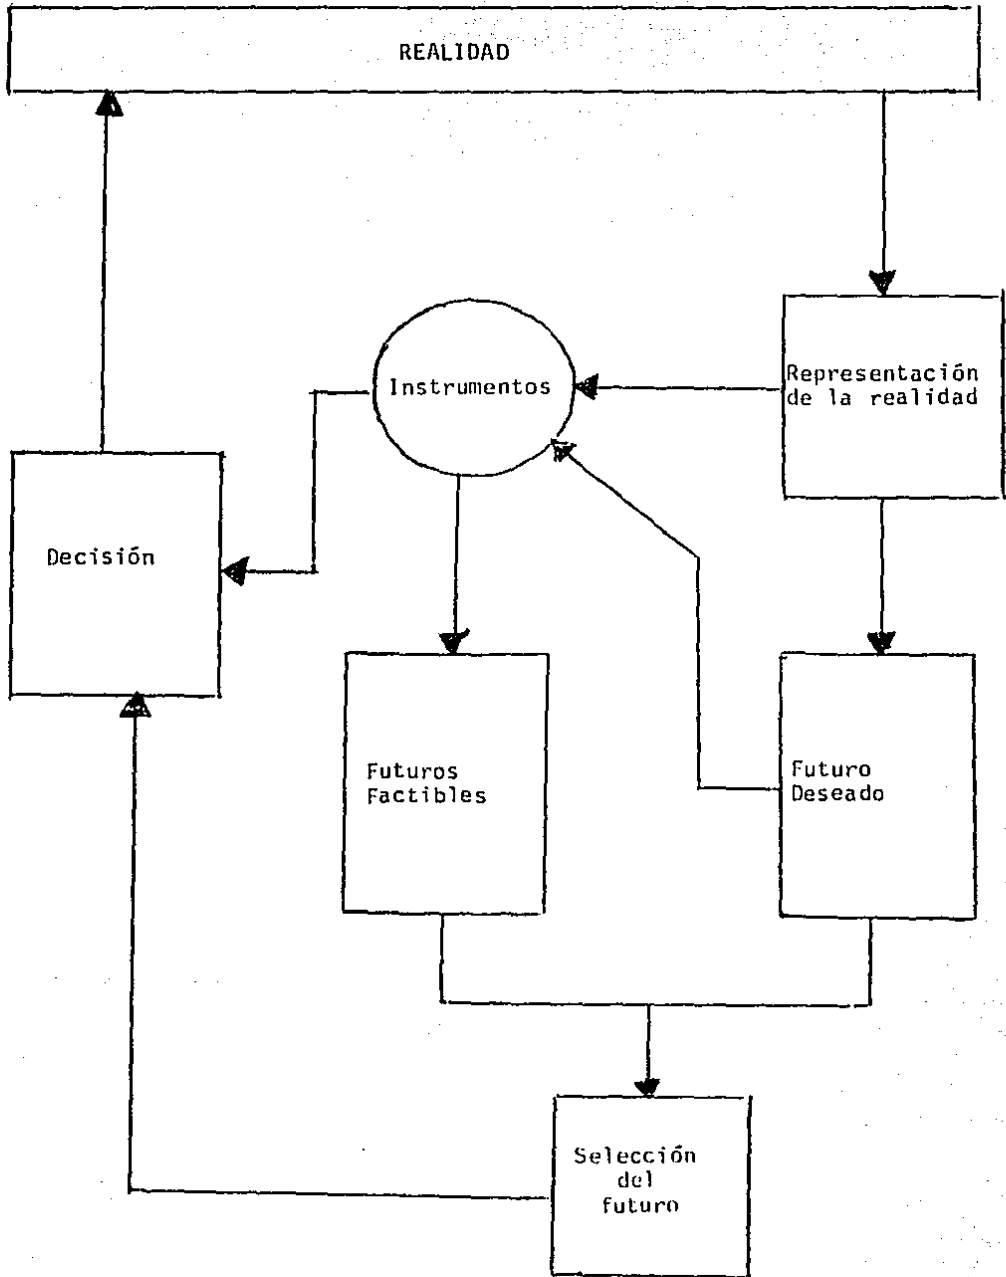 REALIDAD
Instrumentos
Representación
de la realidad
Decisión
Futuros
Factibles
Futuro
Deseado
Selección
del
futuro